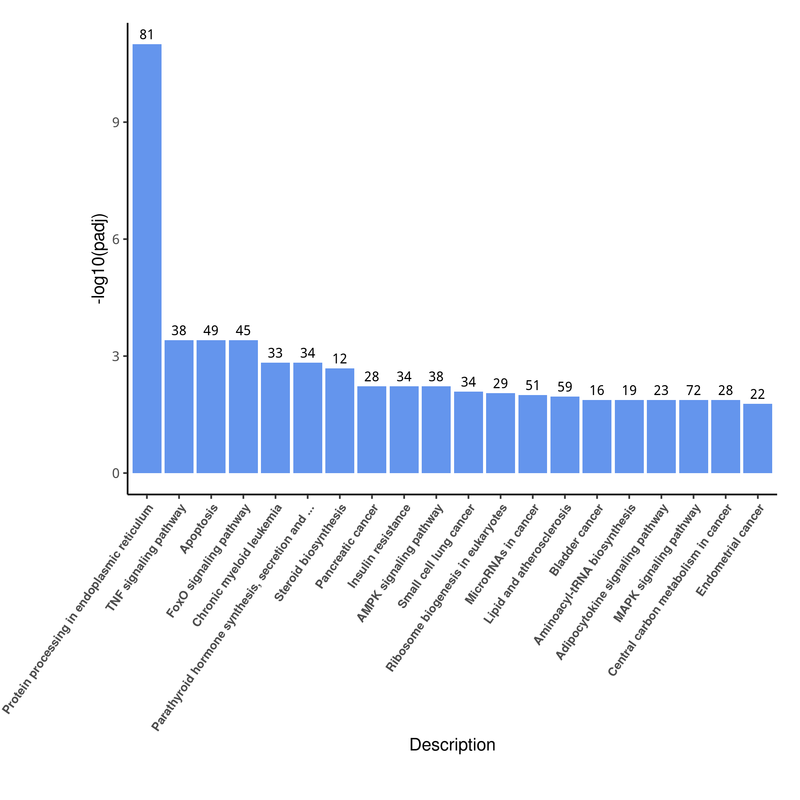 81
38
49
45
33
34
12
28
34
38
34
29
51
59
16
19
23
72
28
22
9
6
3
0
-log10(padj)
Protein processing in endoplasmic reticulum
TNF signaling pathway
Apoptosis
FoxO signaling pathway
Chronic myeloid leukemia
Parathyroid hormone synthesis, secretion and ...
Steroid biosynthesis
Pancreatic cancer
Insulin resistance
AMPK signaling pathway
Small cell lung cancer
Ribosome biogenesis in eukaryotes
MicroRNAs in cancer
Lipid and atherosclerosis
Bladder cancer
Aminoacyl-tRNA biosynthesis
Adipocytokine signaling pathway
MAPK signaling pathway
Central carbon metabolism in cancer
Endometrial cancer
Description